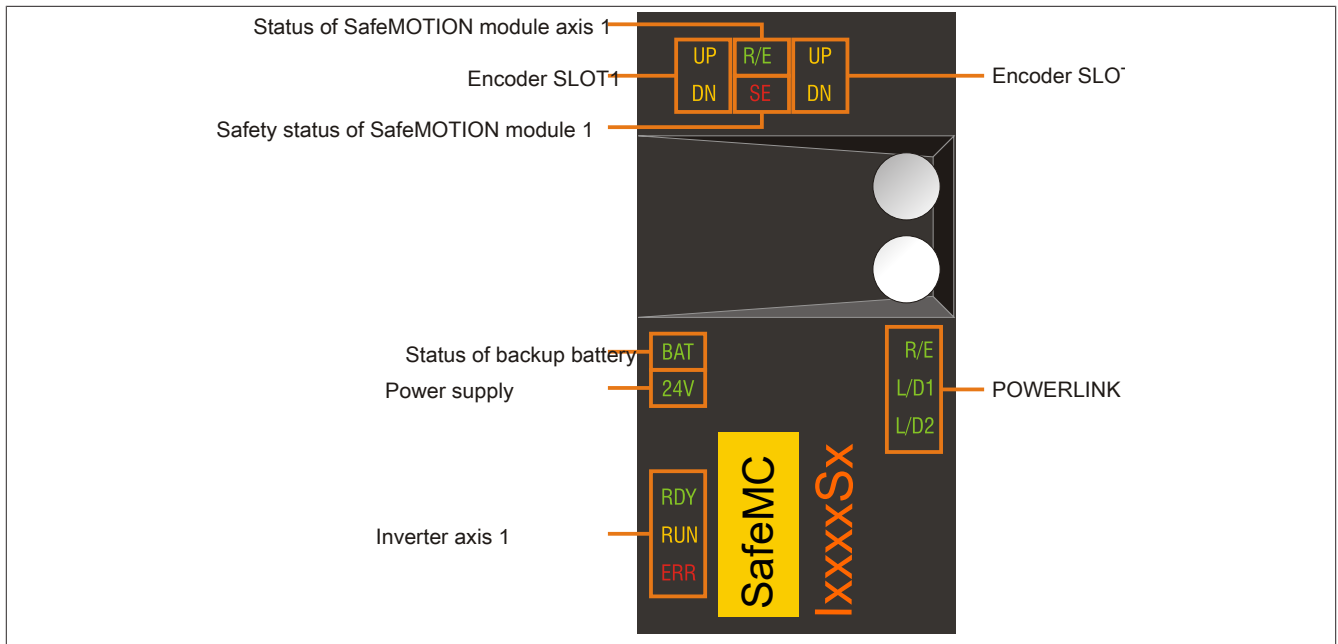 Status of SafeMOTION module axis 1
UP R/E UP
Encoder SLOT1
DN SE DN
Encoder
Safety status of SafeMOTION module 1
Status of backup battery
BAT
R/E
Power supply
24V
L/D1
POWERLINK
L/D2
RDY
Inverter axis 1
RUN
ERR
SafeMC
IxxxxSx